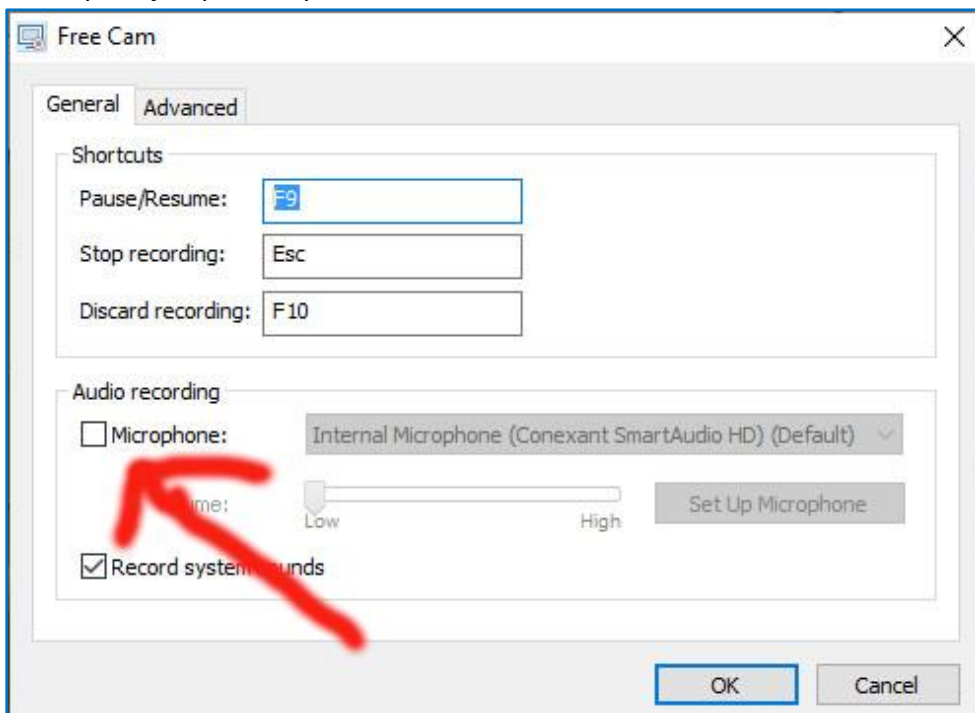 Free Cam
General Advanced
Shortcuts
Pause/Resume: F9
Stop recording: Esc
Discard recording: F10
Audio recording
Microphone: Internal Microphone (Conexant SmartAudio HD) (Default)
Low High Set Up Microphone
Record system
OK Cancel